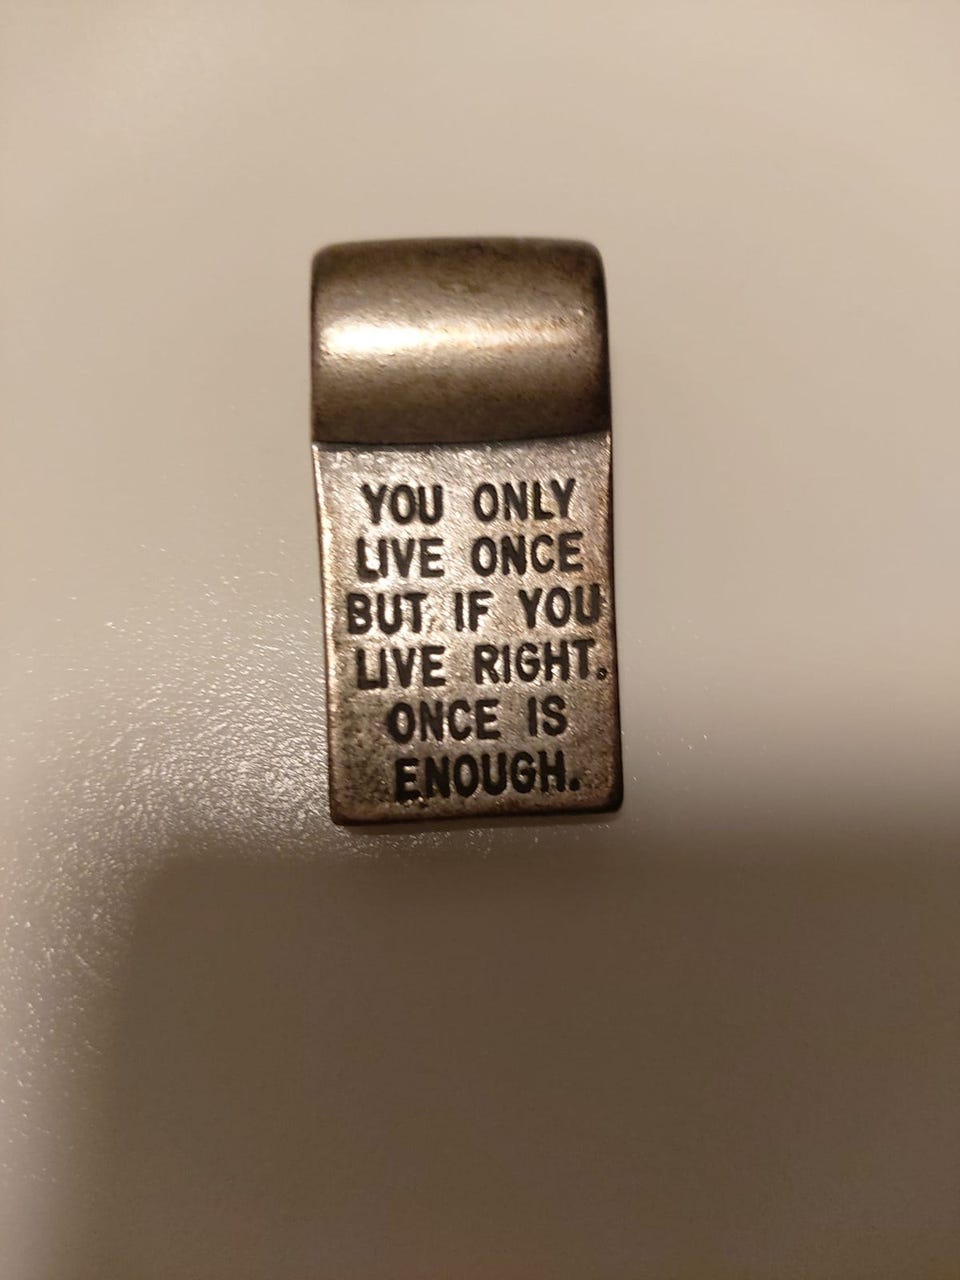 YOU ONLY
LIVE ONCE
BUT IF YOU
LIVE RIGHT.
ONCE IS
ENOUGH.